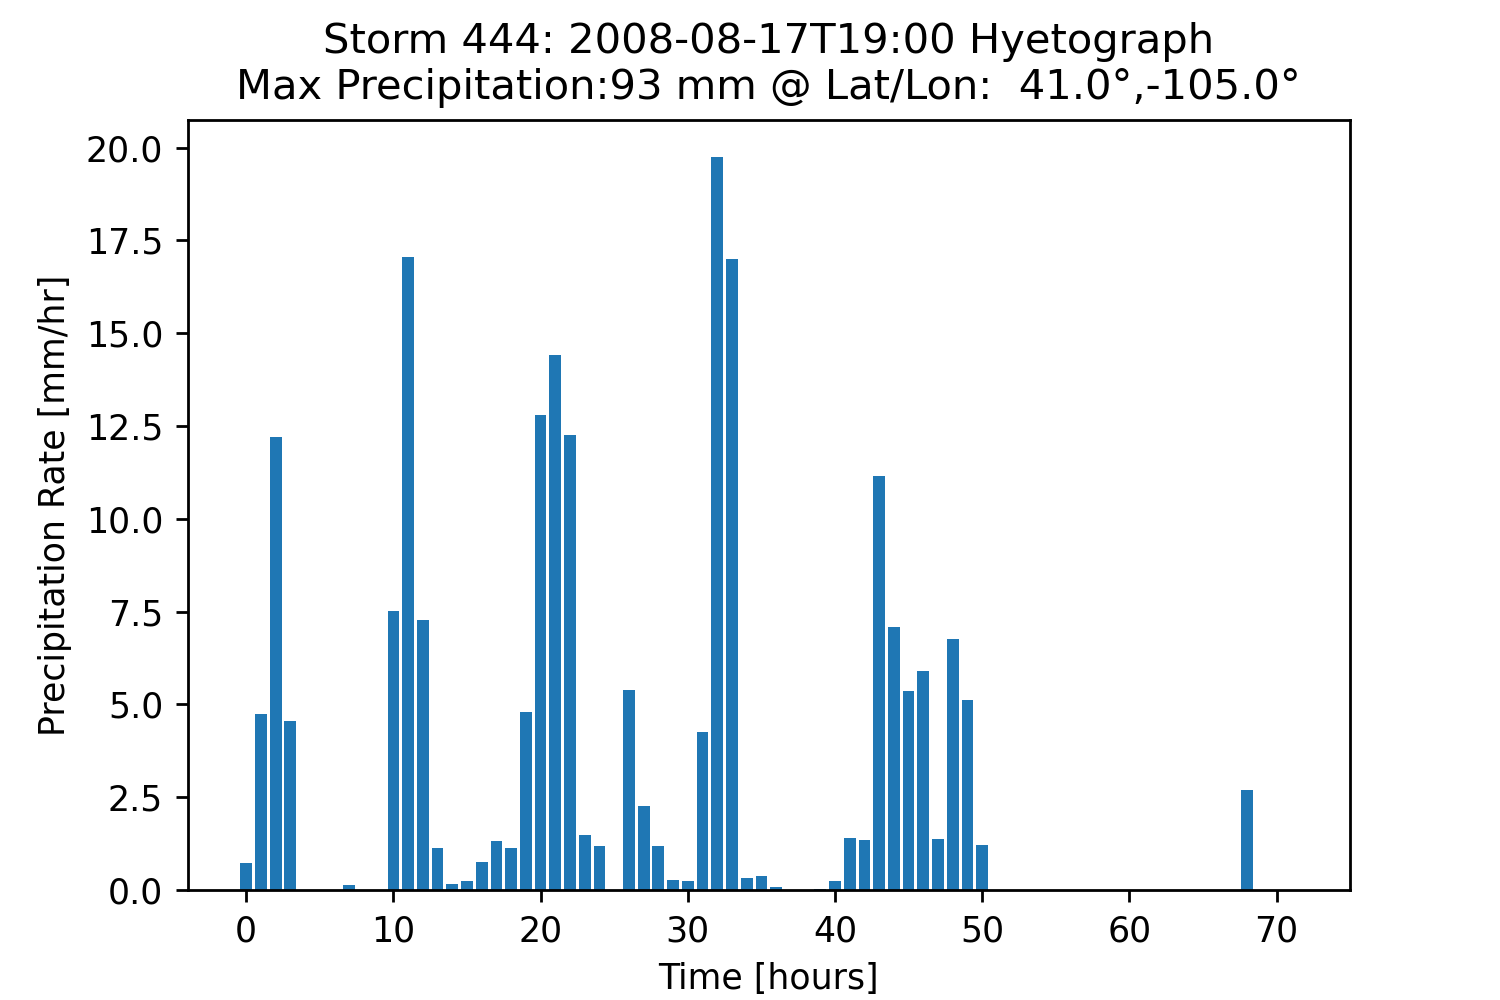 Storm 444: 2008-08-17T19:00 Hyetograph
Max Precipitation:93 mm @ Lat/Lon:  41.0°,-105.0°
20.0
17.5
15.0
12.5
10.0
7.5
5.0
2.5
0.0
Precipitation Rate [mm/hr]
0 10 20 30 40 50 60 70
Time [hours]